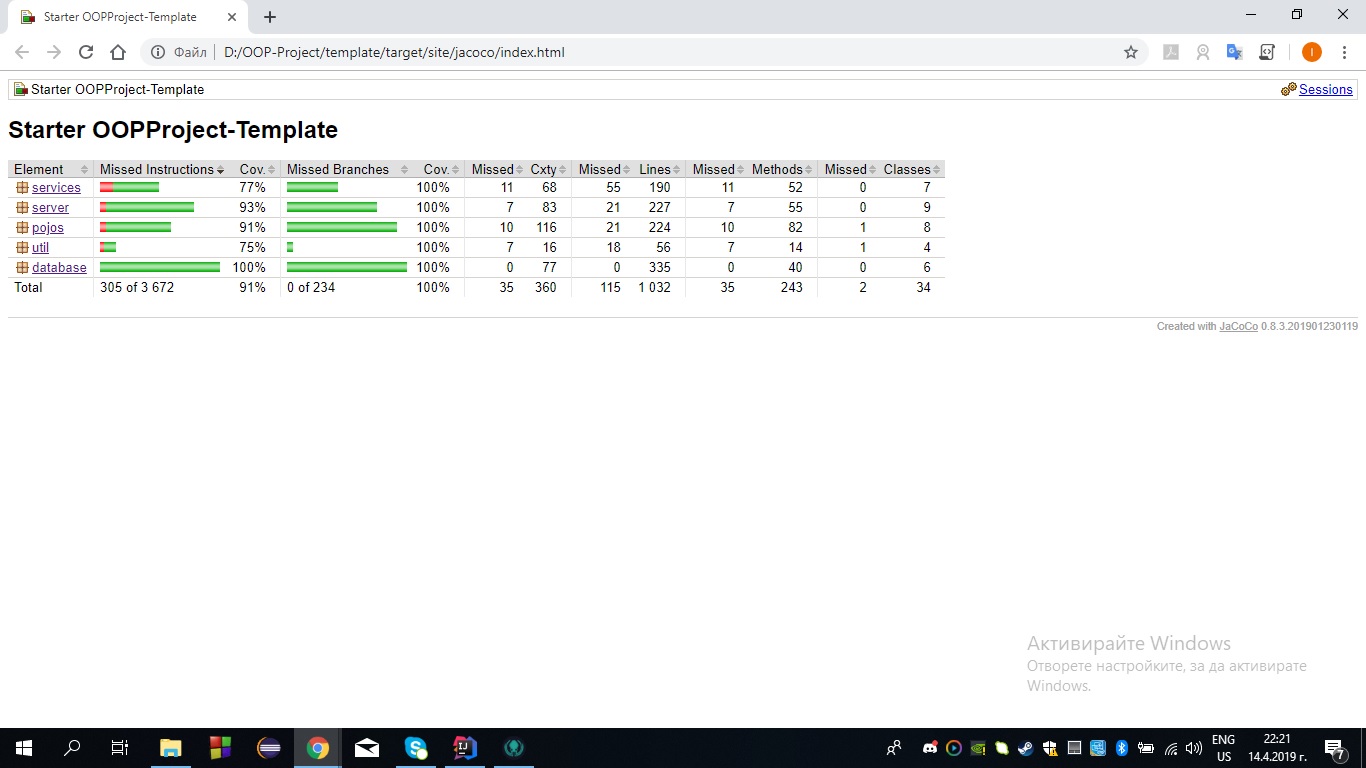 Starter OOPProject-Template
Файл D:/OOP-Project/template/target/site/jacoco/index.html
I
Starter OOPProject-Template Sessions
Starter OOPProject-Template
Element Missed Instructions Cov. Missed Branches Cov. Missed Cxty Missed Lines Missed Methods Missed Classes
services 77% 100% 11 68 55 190 11 52 0 7
server 93% 100% 7 83 21 227 7 55 0 9
pojos 91% 100% 10 116 21 224 10 82 1 8
util 75% 100% 7 16 18 56 7 14 1 4
database 100% 100% 0 77 0 335 0 40 0 6
Total 305 of 3 672 91% 0 of 234 100% 35 360 115 1 032 35 243 2 34
Created with JaCoCo 0.8.3.201901230119
Активирайте Windows
Отворете настройките, за да активирате
Windows.
ENG 22:21
US 14.4.2019 г. 7